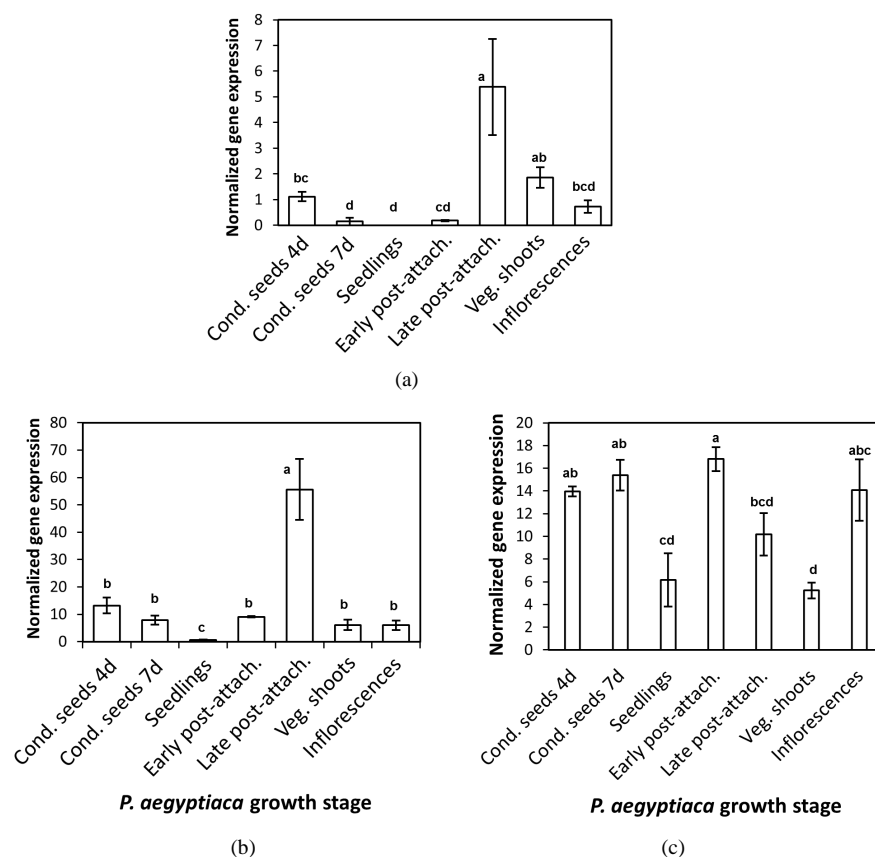 Normalized gene expression
8
7
6
5
4
3
2
1
0
bc
d
d
cd
a
ab
bcd
Cond. seeds 4d
Cond. seeds 7d
Seedlings
Early post-attach.
Late post-attach.
Veg. shoots
Inflorescences
(a)
Normalized gene expression
80
70
60
50
40
30
20
10
0
b
b
c
b
a
b
b
Cond. seeds 4d
Cond. seeds 7d
Seedlings
Early post-attach.
Late post-attach.
Veg. shoots
Inflorescences
P. aegyptiaca growth stage
(b)
Normalized gene expression
20
18
16
14
12
10
8
6
4
2
0
ab
ab
cd
a
bcd
d
abc
Cond. seeds 4d
Cond. seeds 7d
Seedlings
Early post-attach.
Late post-attach.
Veg. shoots
Inflorescences
P. aegyptiaca growth stage
(c)